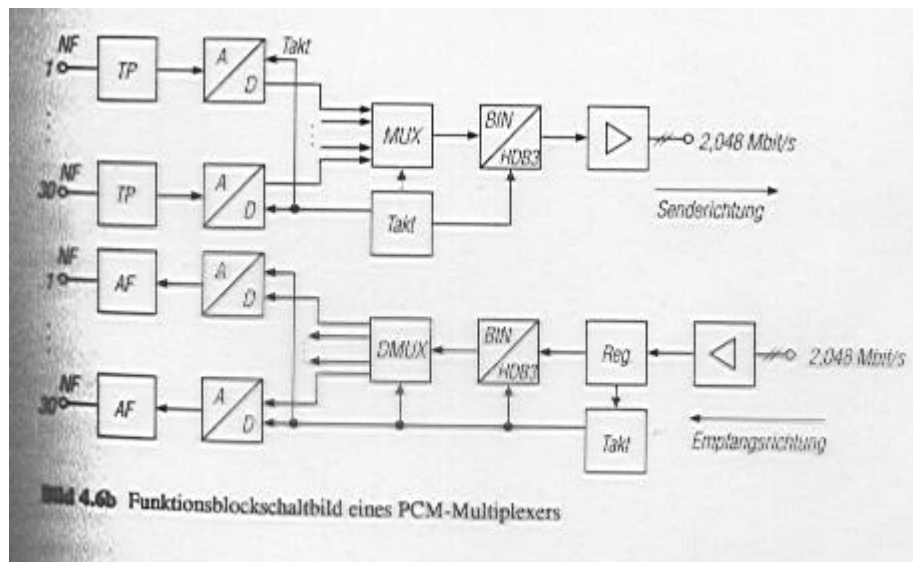 NF
Takt
1
TP
A
D
MUX
BIN
HDB3
2,048 Mbit/s
NF
30
TP
A
D
Takt
Senderichtung
NF
1
AF
A
D
DMUX
BIN
HDB3
Reg.
2,048 Mbit/s
NF
30
AF
A
D
Takt
Empfangsrichtung
Bild 4.6b Funktionsblockschaltbild eines PCM-Multiplexers